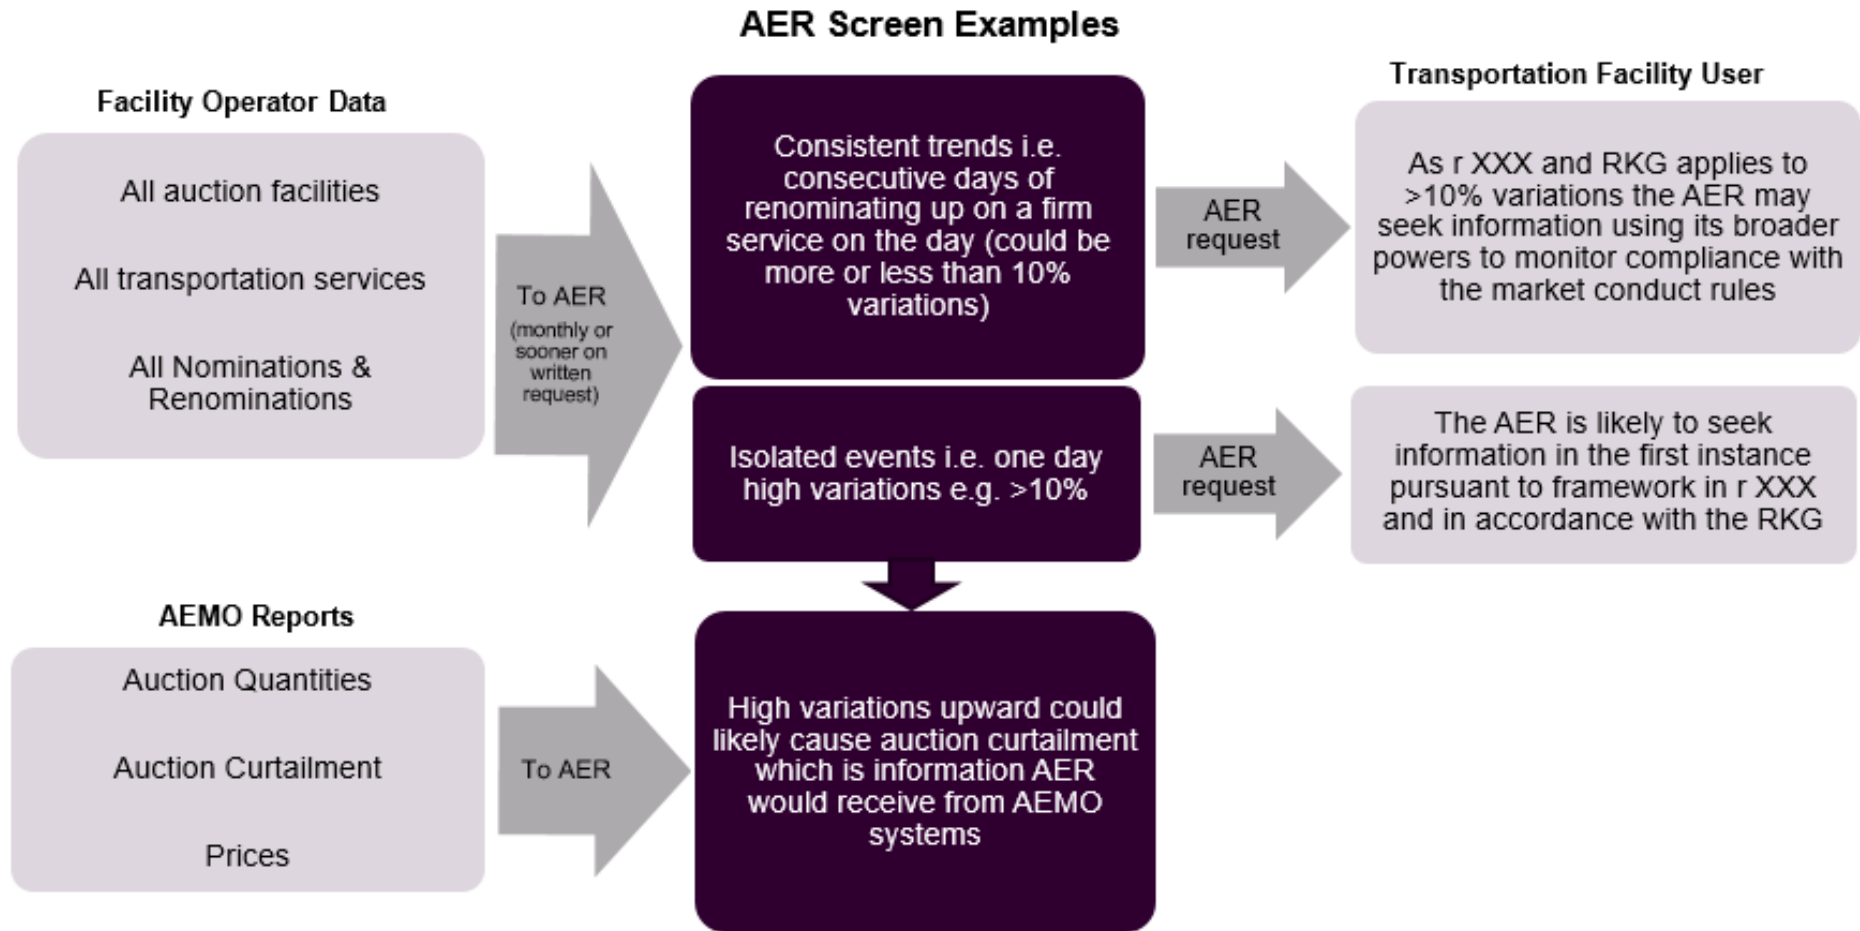 AER Screen Examples
Facility Operator Data
All auction facilities
All transportation services
All Nominations &
Renominations
To AER
(monthly or
sooner on
written
request)
Consistent trends i.e.
consecutive days of
renominating up on a firm
service on the day (could be
more or less than 10%
variations)
AER
request
Transportation Facility User
As r XXX and RKG applies to
>10% variations the AER may
seek information using its broader
powers to monitor compliance with
the market conduct rules
Isolated events i.e. one day
high variations e.g. >10%
AER
request
The AER is likely to seek
information in the first instance
pursuant to framework in r XXX
and in accordance with the RKG
AEMO Reports
Auction Quantities
Auction Curtailment
Prices
To AER
High variations upward could
likely cause auction curtailment
which is information AER
would receive from AEMO
systems